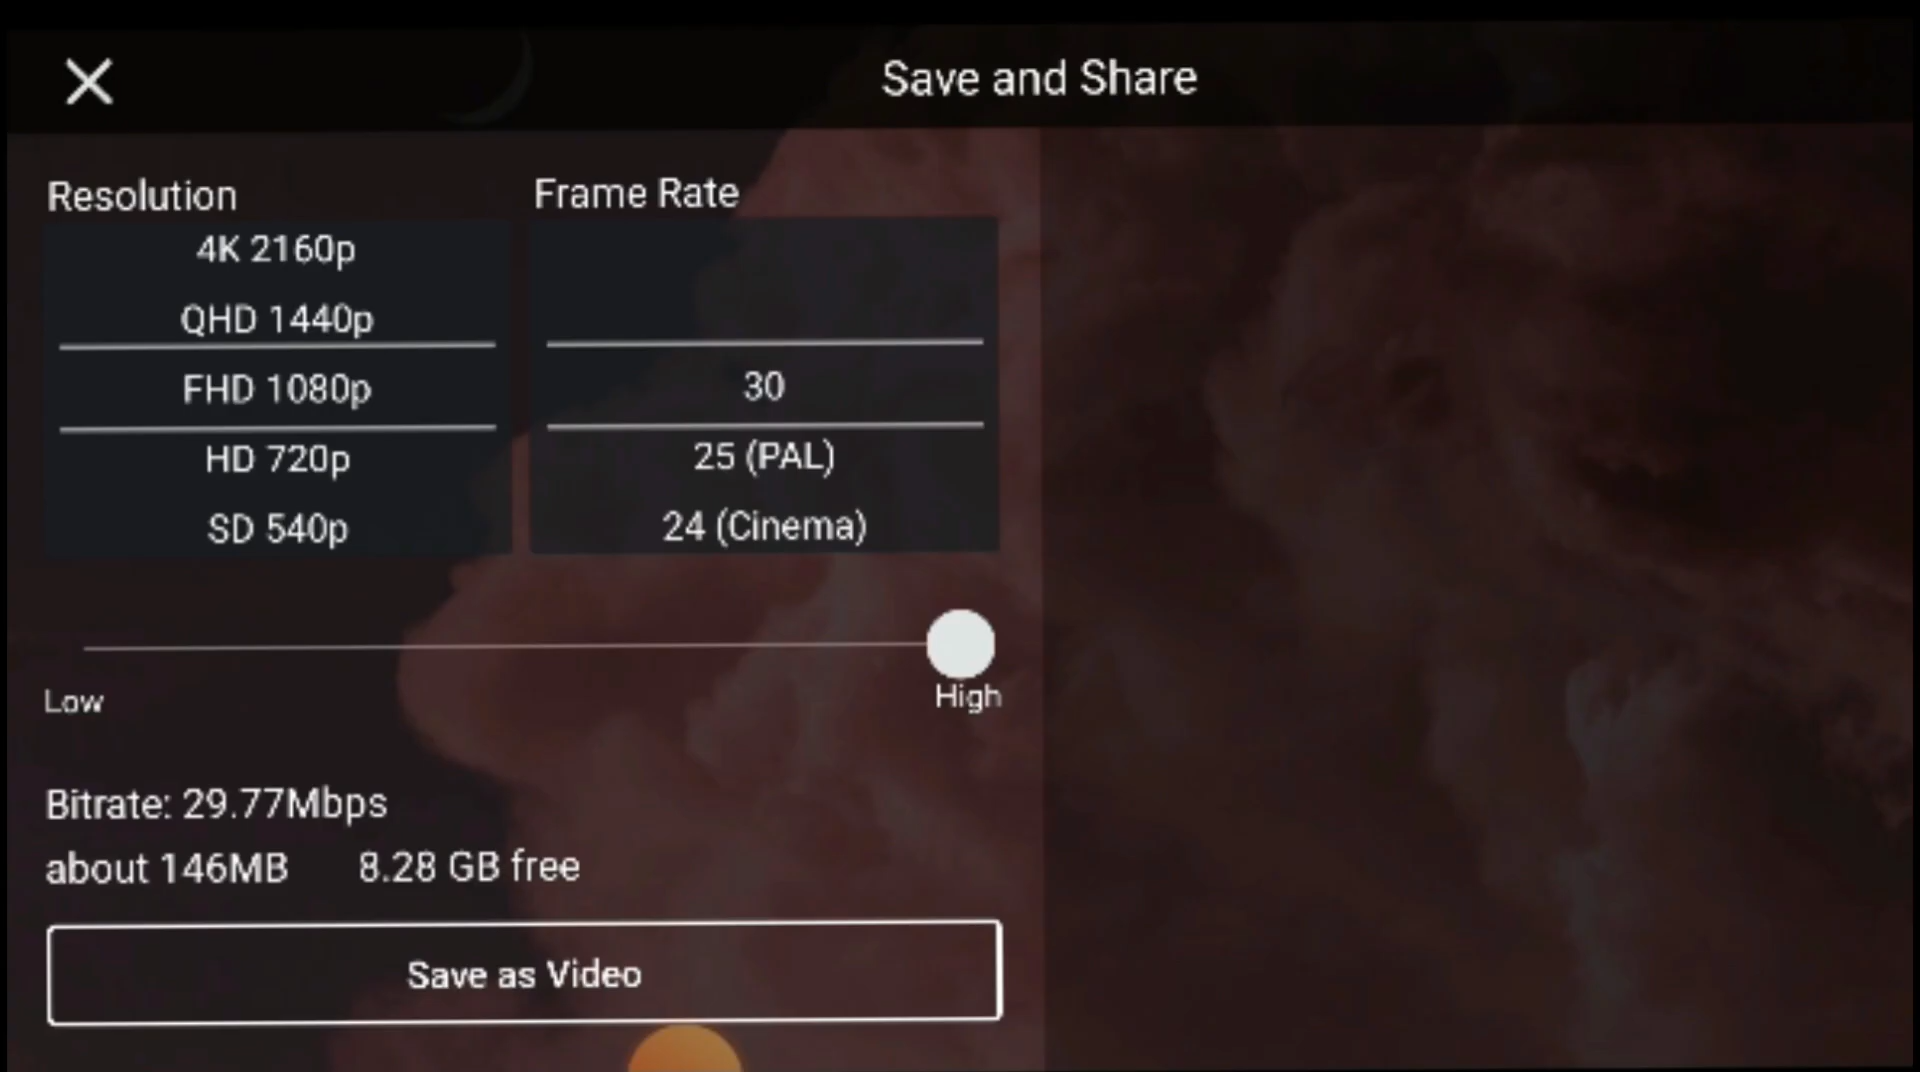 Save and Share
Resolution
Frame Rate
4K 2160p
QHD 1440p
FHD 1080p
HD 720p
SD 540p
30
25 (PAL)
24 (Cinema)
Low
High
Bitrate: 29.77Mbps
about 146MB 8.28 GB free
Save as Video